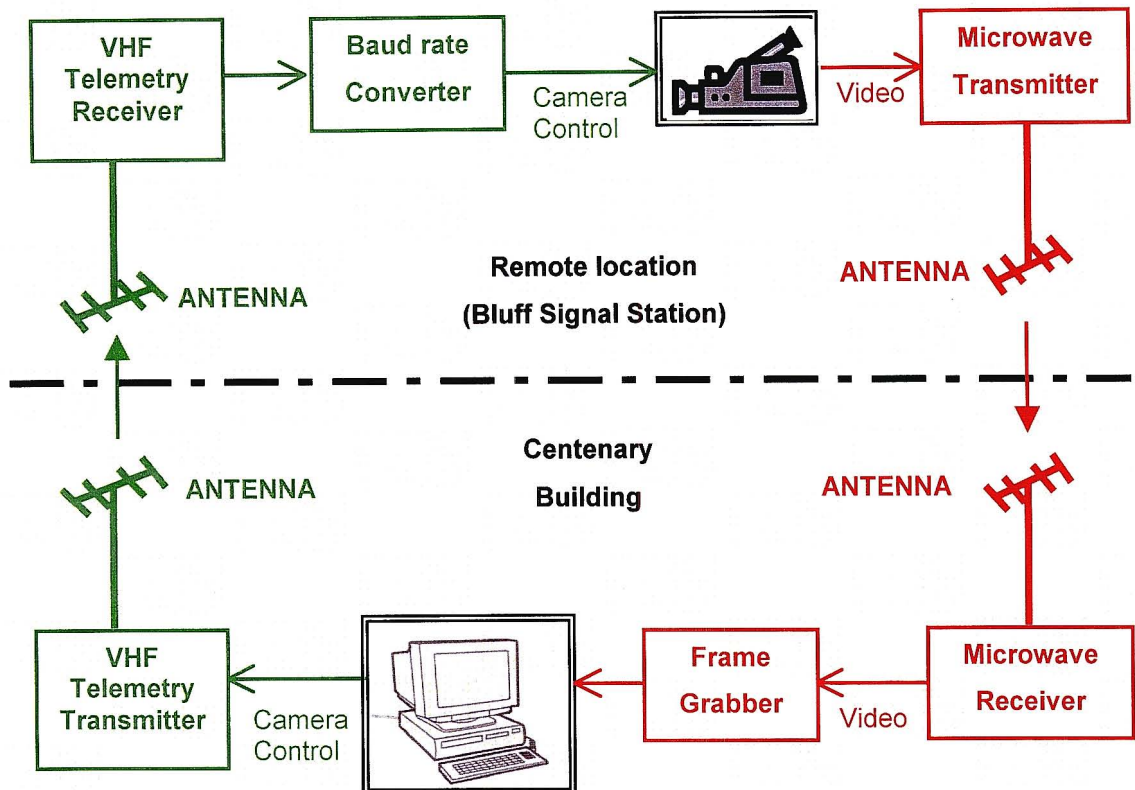 VHF
Telemetry
Receiver
Baud rate
Converter
Camera
Control
Video
Microwave
Transmitter
ANTENNA
Remote location
(Bluff Signal Station)
ANTENNA
ANTENNA
Centenary
Building
ANTENNA
VHF
Telemetry
Transmitter
Camera
Control
Frame
Grabber
Video
Microwave
Receiver